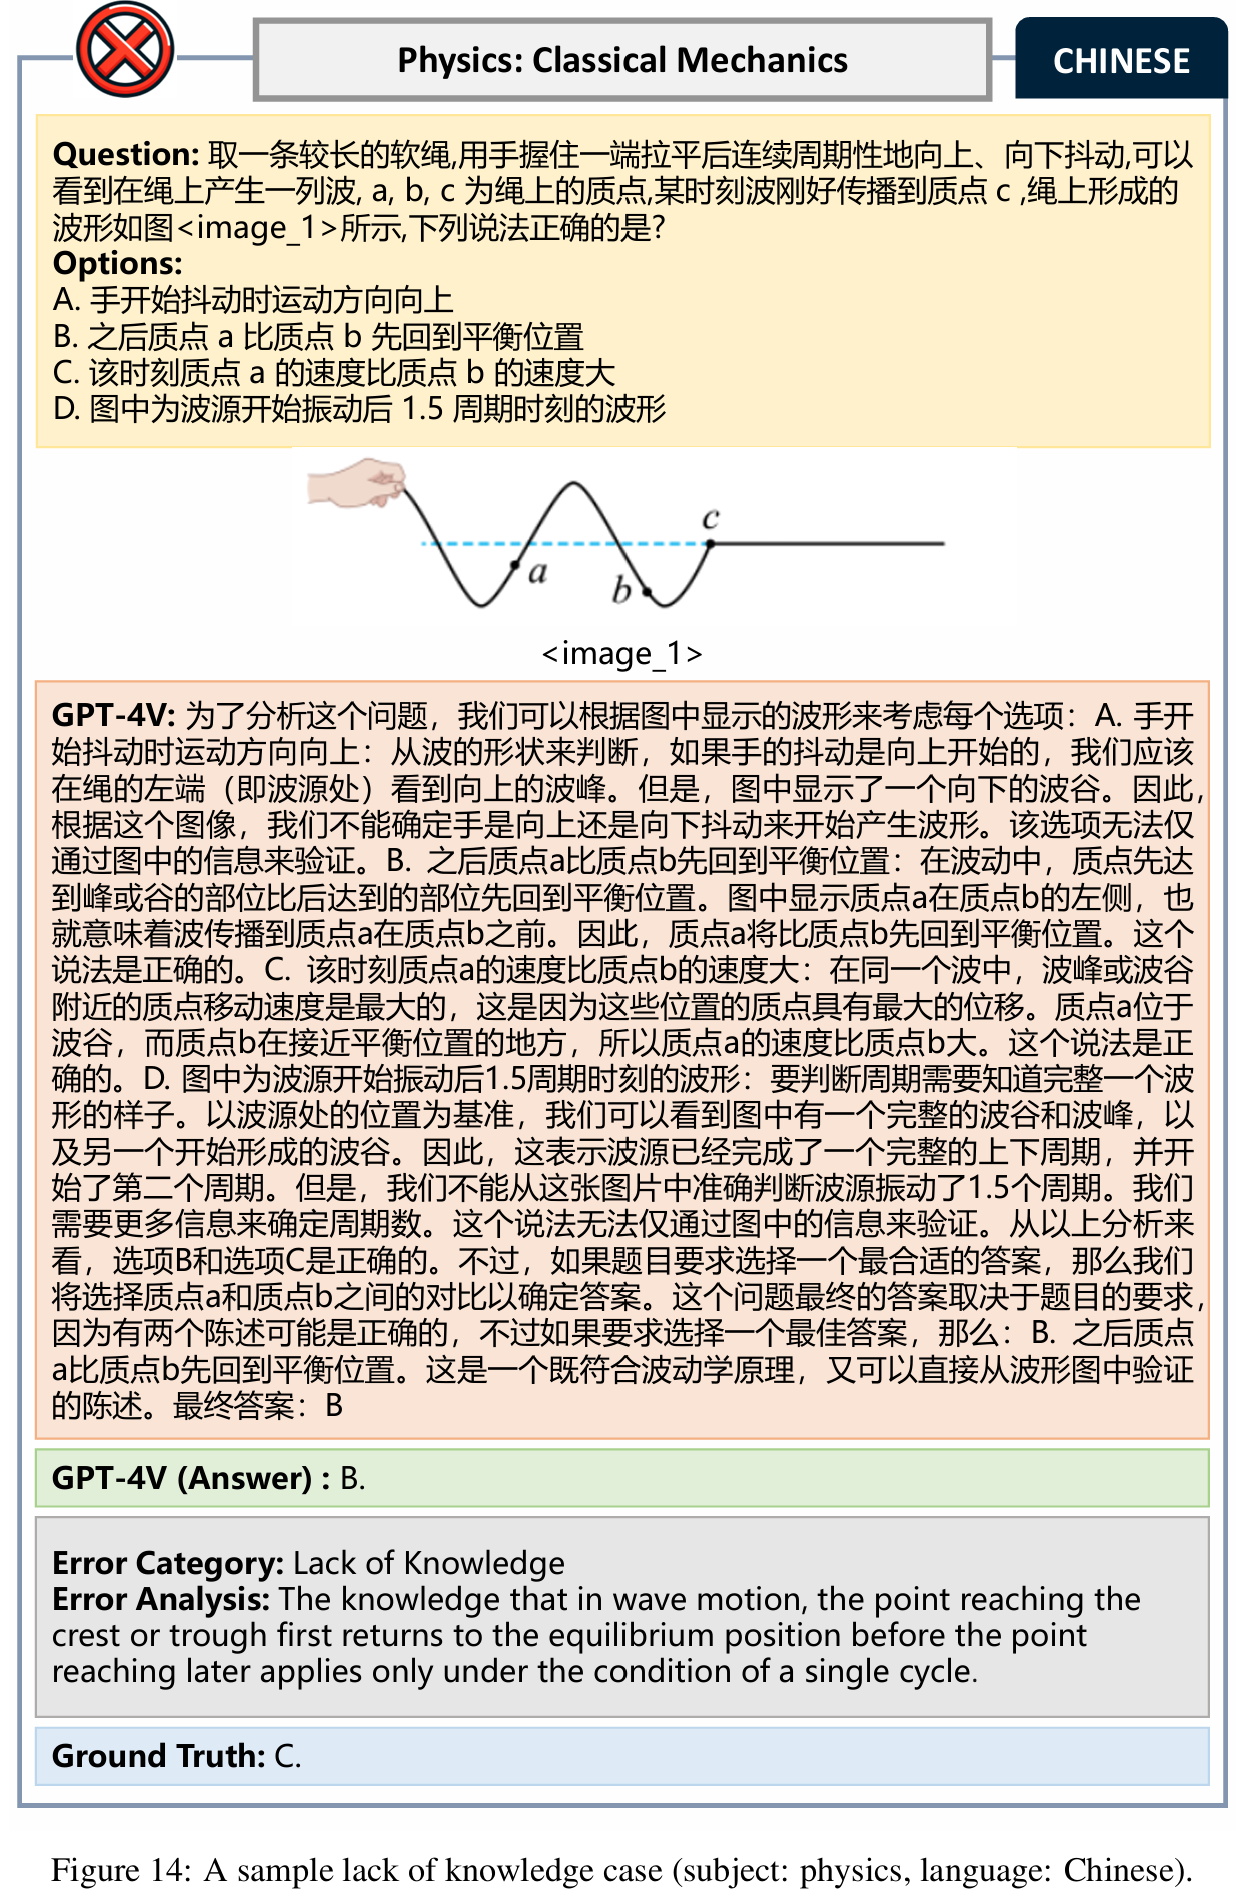 Physics: Classical Mechanics
CHINESE
Question: 取一条较长的软绳,用手握住一端拉平后连续周期性地向上、向下抖动,可以
看到在绳上产生一列波, a, b, c 为绳上的质点,某时刻波刚好传播到质点 c ,绳上形成的
波形如图<image_1>所示,下列说法正确的是?
Options:
A. 手开始抖动时运动方向向上
B. 之后质点 a 比质点 b 先回到平衡位置
C. 该时刻质点 a 的速度比质点 b 的速度大
D. 图中为波源开始振动后 1.5 周期时刻的波形
c
a
b
<image_1>
GPT-4V: 为了分析这个问题，我们可以根据图中显示的波形来考虑每个选项：A. 手开
始抖动时运动方向向上：从波的形状来判断，如果手的抖动是向上开始的，我们应该
在绳的左端（即波源处）看到向上的波峰。但是，图中显示了一个向下的波谷。因此，
根据这个图像，我们不能确定手是向上还是向下抖动来开始产生波形。该选项无法仅
通过图中的信息来验证。B. 之后质点a比质点b先回到平衡位置：在波动中，质点先达
到峰或谷的部位比后达到的部位先回到平衡位置。图中显示质点a在质点b的左侧，也
就意味着波传播到质点a在质点b之前。因此，质点a将比质点b先回到平衡位置。这个
说法是正确的。C. 该时刻质点a的速度比质点b的速度大：在同一个波中，波峰或波谷
附近的质点移动速度是最大的，这是因为这些位置的质点具有最大的位移。质点a位于
波谷，而质点b在接近平衡位置的地方，所以质点a的速度比质点b大。这个说法是正
确的。D. 图中为波源开始振动后1.5周期时刻的波形：要判断周期需要知道完整一个波
形的样子。以波源处的位置为基准，我们可以看到图中有一个完整的波谷和波峰，以
及另一个开始形成的波谷。因此，这表示波源已经完成了一个完整的上下周期，并开
始了第二个周期。但是，我们不能从这张图片中准确判断波源振动了1.5个周期。我们
需要更多信息来确定周期数。这个说法无法仅通过图中的信息来验证。从以上分析来
看，选项B和选项C是正确的。不过，如果题目要求选择一个最合适的答案，那么我们
将选择质点a和质点b之间的对比以确定答案。这个问题最终的答案取决于题目的要求，
因为有两个陈述可能是正确的，不过如果要求选择一个最佳答案，那么：B. 之后质点
a比质点b先回到平衡位置。这是一个既符合波动学原理，又可以直接从波形图中验证
的陈述。最终答案：B
GPT-4V (Answer) : B.
Error Category: Lack of Knowledge
Error Analysis: The knowledge that in wave motion, the point reaching the
crest or trough first returns to the equilibrium position before the point
reaching later applies only under the condition of a single cycle.
Ground Truth: C.
Figure 14: A sample lack of knowledge case (subject: physics, language: Chinese).